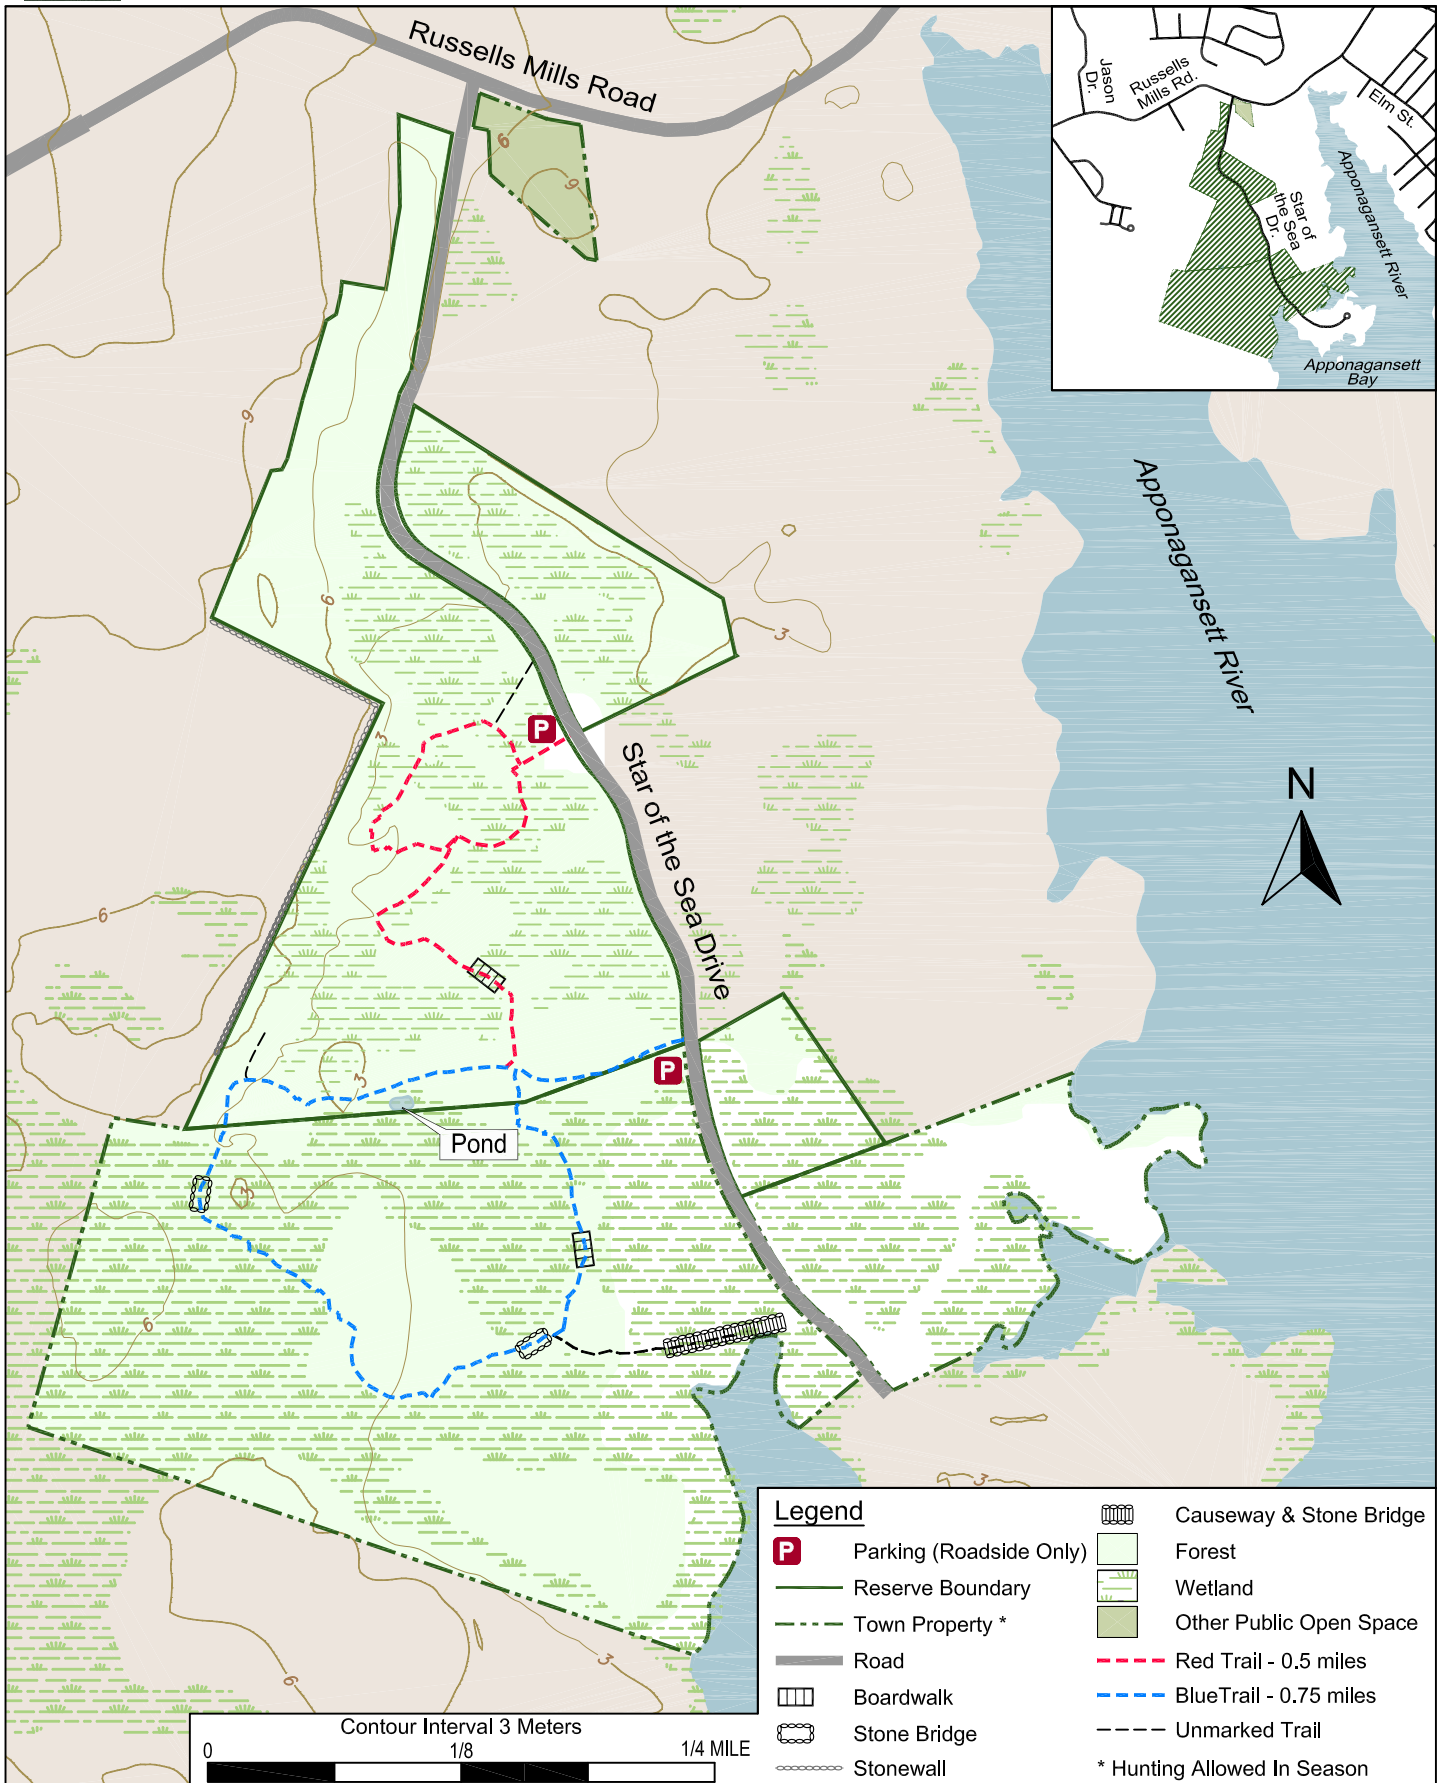 Russells Mills Road
Jason
Dr.
Russells
Mills Rd.
Elm St.
Apponagansett River
Star of
the Sea
Dr.
Apponagansett
Bay
6
9
9
6
3
3
Apponagansett River
P
Star of the Sea Drive
N
6
3
P
Pond
3
6
3
6
3
Legend
P Parking (Roadside Only)
Reserve Boundary
Town Property *
Road
Boardwalk
Stone Bridge
Stonewall
Causeway & Stone Bridge
Forest
Wetland
Other Public Open Space
Red Trail - 0.5 miles
BlueTrail - 0.75 miles
Unmarked Trail
* Hunting Allowed In Season
Contour Interval 3 Meters
0 1/8 1/4 MILE